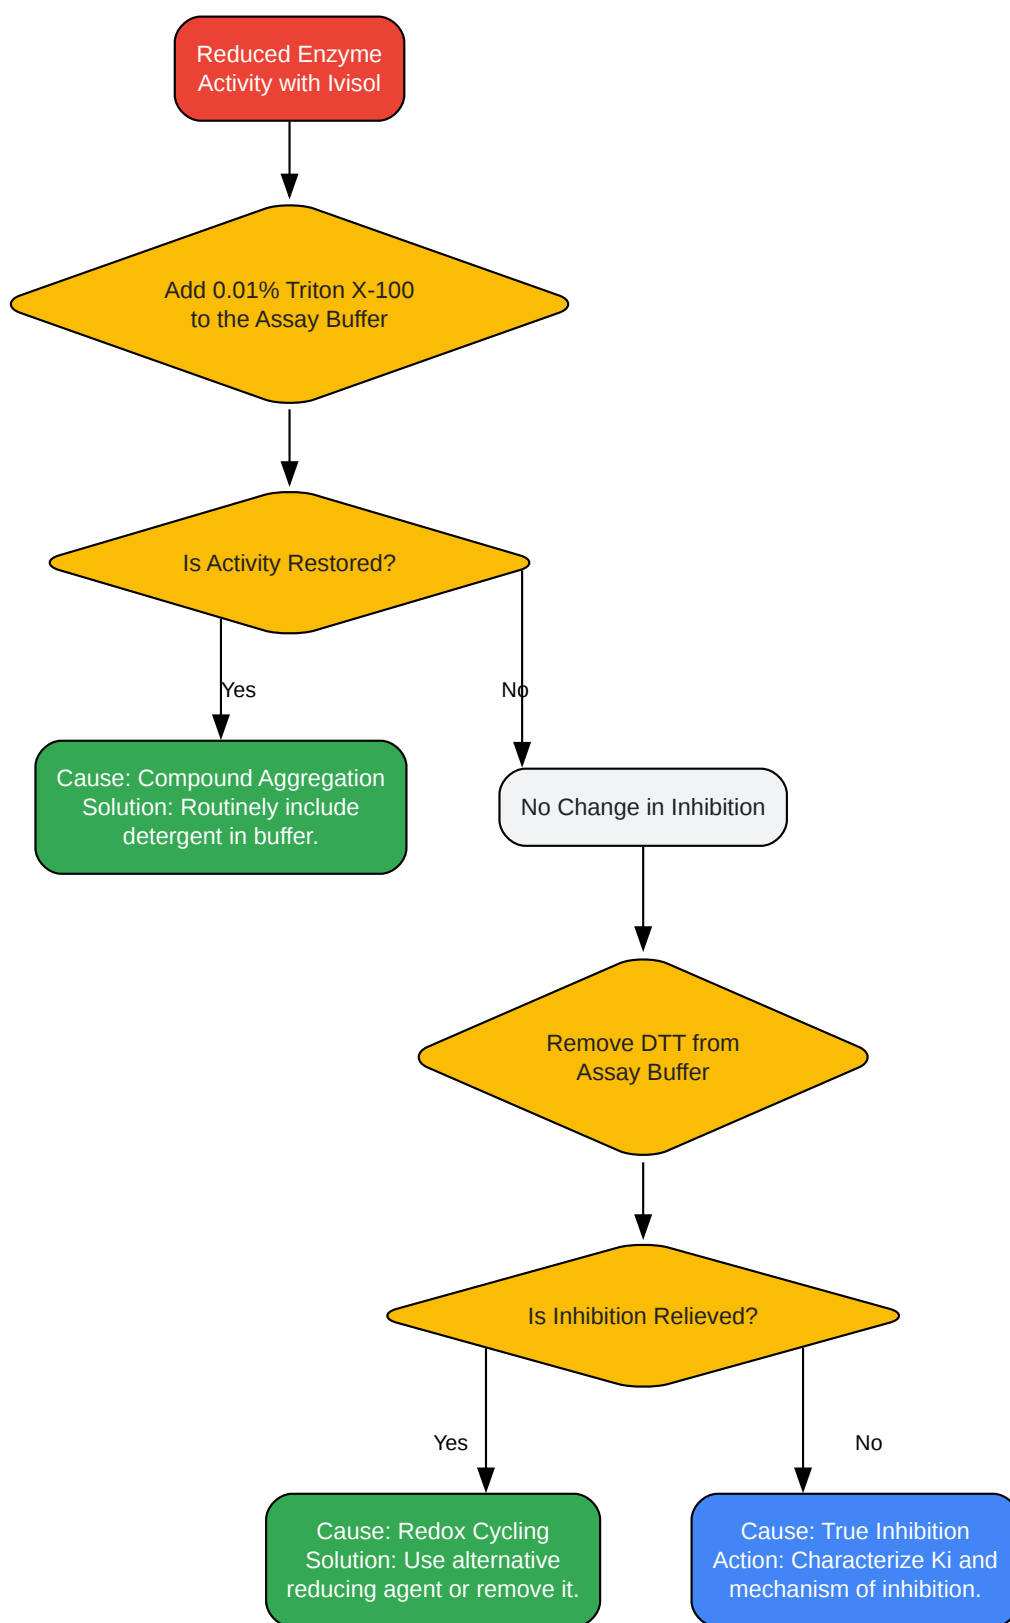 Reduced Enzyme
Activity with Ivisol
Add 0.01% Triton X-100
to the Assay Buffer
Is Activity Restored?
Yes
No
Cause: Compound Aggregation
Solution: Routinely include
detergent in buffer.
No Change in Inhibition
Remove DTT from
Assay Buffer
Is Inhibition Relieved?
Yes
No
Cause: Redox Cycling
Solution: Use alternative
reducing agent or remove it.
Cause: True Inhibition
Action: Characterize Ki and
mechanism of inhibition.